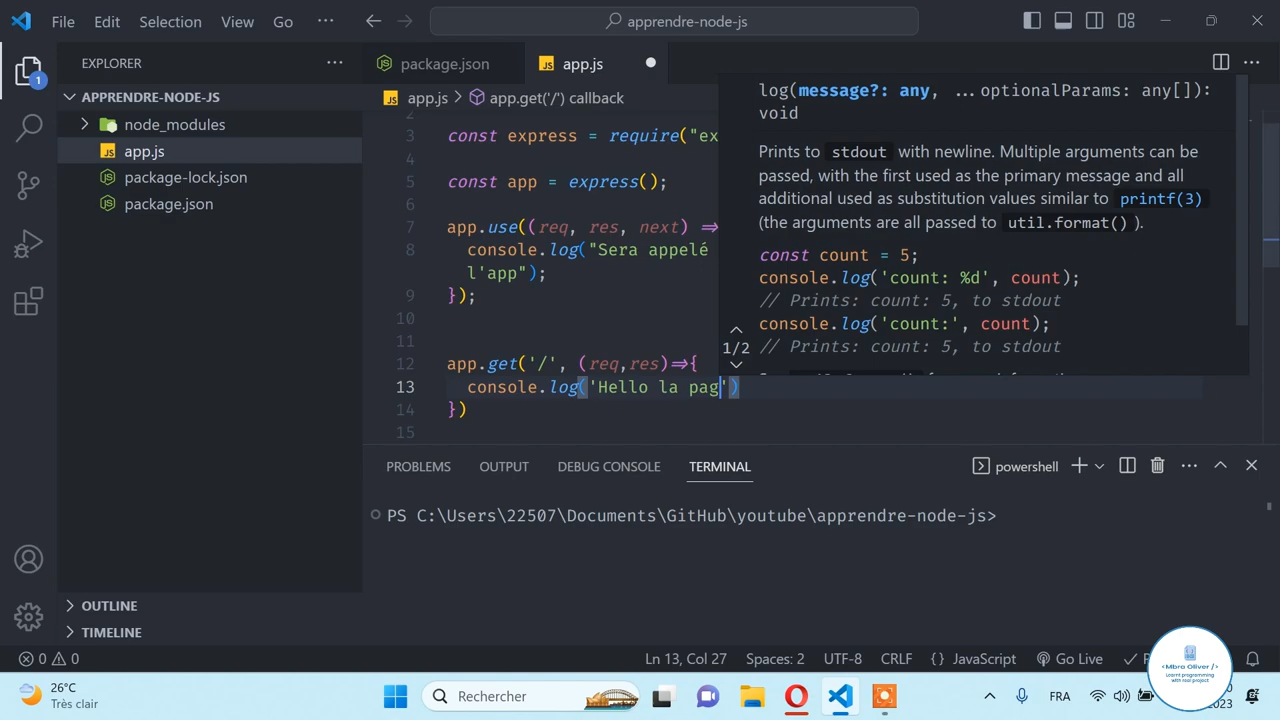 File Edit Selection View Go ··· apprendre-node-js
EXPLORER ···
APPRENDRE-NODE-JS
node_modules
app.js
package-lock.json
package.json
OUTLINE
TIMELINE
1
package.json app.js ···
app.js > app.get('/') callback
2
3 const express = require("ex
4
5 const app = express();
6
7 app.use((req, res, next) =>
8 console.log("Sera appelé
l'app");
9 });
10
11
12 app.get('/', (req,res)=>{
13 console.log('Hello la pag')
14 })
15
log(message?: any, ...optionalParams: any[]):
void
Prints to stdout with newline. Multiple arguments can be
passed, with the first used as the primary message and all
additional used as substitution values similar to printf(3)
(the arguments are all passed to util.format() ).
const count = 5;
console.log('count: %d', count);
// Prints: count: 5, to stdout
console.log('count:', count);
// Prints: count: 5, to stdout
1/2
PROBLEMS OUTPUT DEBUG CONSOLE TERMINAL powershell ···
PS C:\Users\22507\Documents\GitHub\youtube\apprendre-node-js>
0 0 Ln 13, Col 27 Spaces: 2 UTF-8 CRLF {} JavaScript Go Live
<Mbra Oliver />
Learnt programming
with real project
26°C
Très clair
Rechercher
FRA
2023